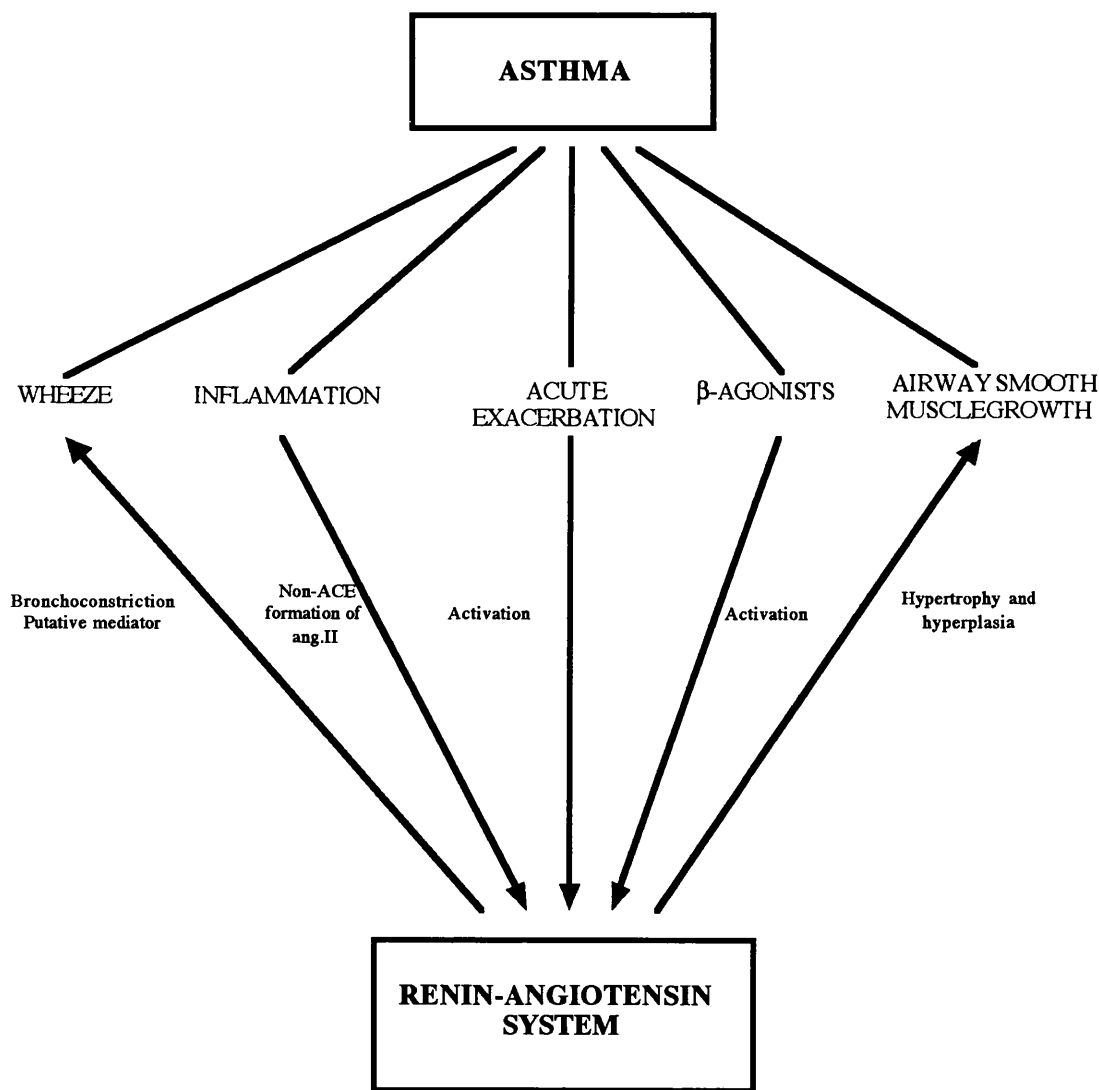 ASTHMA
WHEEZE
INFLAMMATION
ACUTE
EXACERBATION
β-AGONISTS
AIRWAY SMOOTH
MUSCLEGROWTH
Bronchoconstriction
Putative mediator
Non-ACE
formation of
ang.II
Activation
Activation
Hypertrophy and
hyperplasia
RENIN-ANGIOTENSIN
SYSTEM